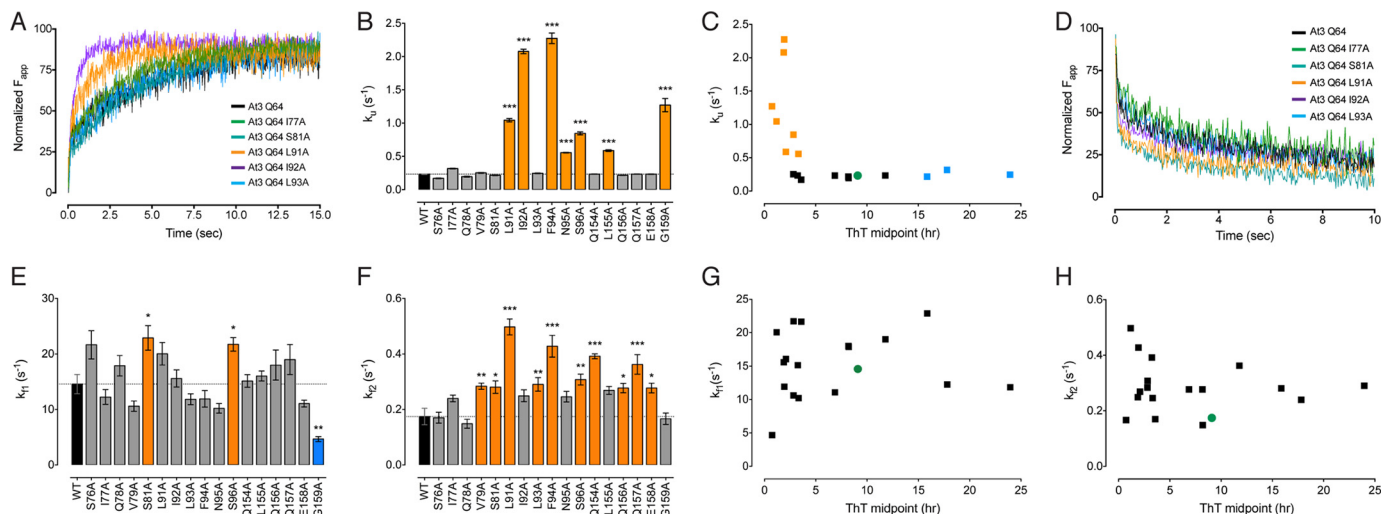 A
Normalized Fapp
100
75
50
25
0
0.0
2.5
5.0
7.5
10.0
12.5
15.0
Time (sec)
At3 Q64
At3 Q64 I77A
At3 Q64 S81A
At3 Q64 L91A
At3 Q64 I92A
At3 Q64 L93A
B
ku (s-1)
2.5
2.0
1.5
1.0
0.5
0.0
***
***
***
***
***
***
***
WT
S76A
I77A
Q78A
V79A
S81A
L91A
I92A
L93A
F94A
N95A
S96A
Q154A
L155A
Q156A
Q157A
E158A
G159A
C
ku (s-1)
2.5
2.0
1.5
1.0
0.5
0.0
0
5
10
15
20
25
ThT midpoint (hr)
D
Normalized Fapp
100
75
50
25
0
0
2
4
6
8
10
Time (sec)
At3 Q64
At3 Q64 I77A
At3 Q64 S81A
At3 Q64 L91A
At3 Q64 I92A
At3 Q64 L93A
E
kf1 (s-1)
30
20
10
0
*
*
**
WT
S76A
I77A
Q78A
V79A
S81A
L91A
I92A
L93A
F94A
N95A
S96A
Q154A
L155A
Q156A
Q157A
E158A
G159A
F
kf2 (s-1)
0.6
0.4
0.2
0.0
**
*
***
**
***
**
***
*
***
*
WT
S76A
I77A
Q78A
V79A
S81A
L91A
I92A
L93A
F94A
N95A
S96A
Q154A
L155A
Q156A
Q157A
E158A
G159A
G
kf1(s-1)
25
20
15
10
5
0
0
5
10
15
20
25
ThT midpoint (hr)
H
kf2 (s-1)
0.6
0.4
0.2
0.0
0
5
10
15
20
25
ThT midpoint (hr)